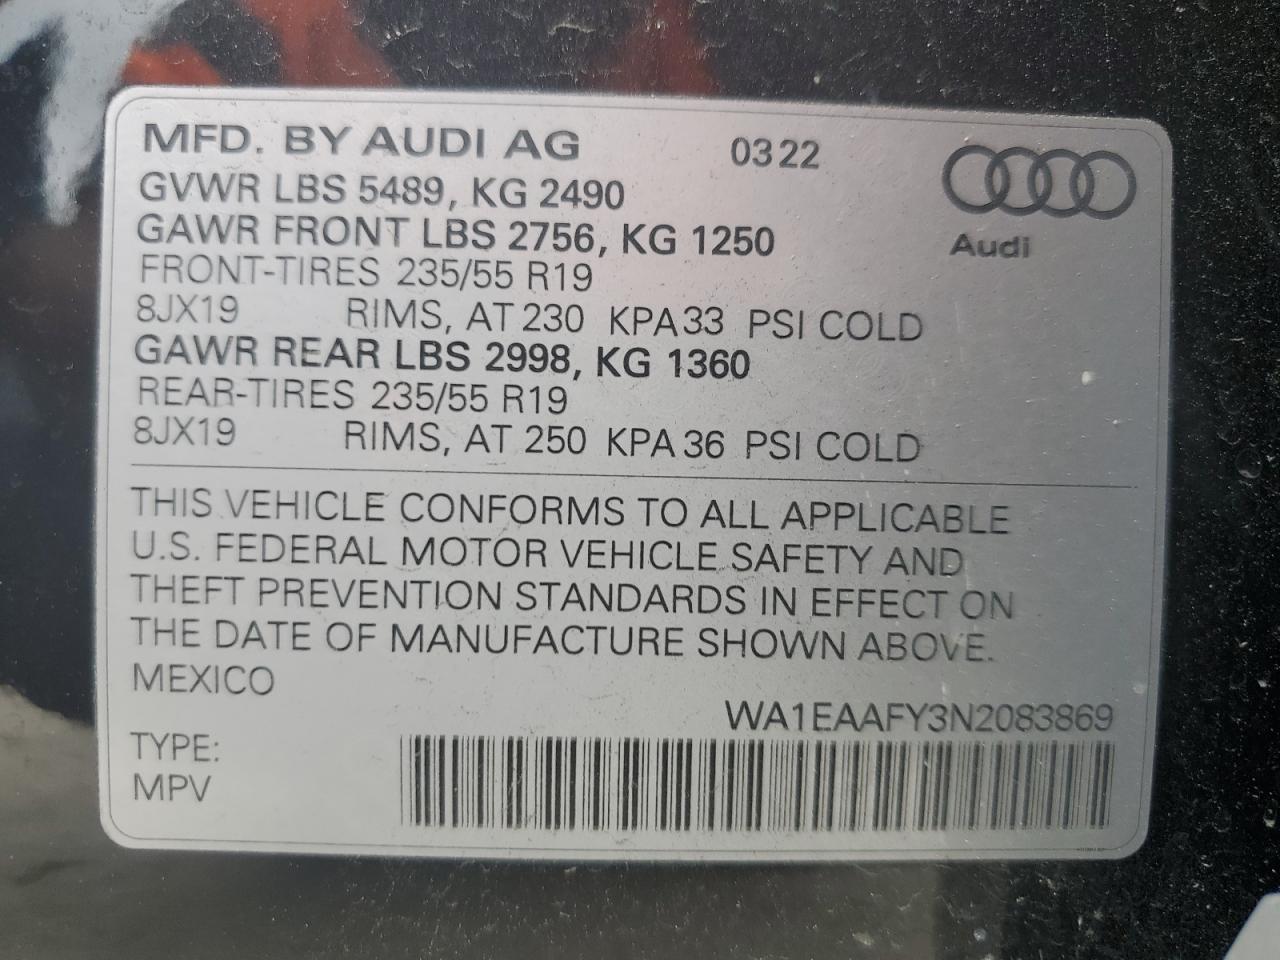 MFD. BY AUDI AG 0322
GVWR LBS 5489, KG 2490
GAWR FRONT LBS 2756, KG 1250
Audi
FRONT-TIRES 235/55 R19
8JX19 RIMS, AT 230 KPA 33 PSI COLD
GAWR REAR LBS 2998, KG 1360
REAR-TIRES 235/55 R19
8JX19 RIMS, AT 250 KPA 36 PSI COLD
THIS VEHICLE CONFORMS TO ALL APPLICABLE
U.S. FEDERAL MOTOR VEHICLE SAFETY AND
THEFT PREVENTION STANDARDS IN EFFECT ON
THE DATE OF MANUFACTURE SHOWN ABOVE.
MEXICO
WA1EAAFY3N2083869
TYPE:
MPV